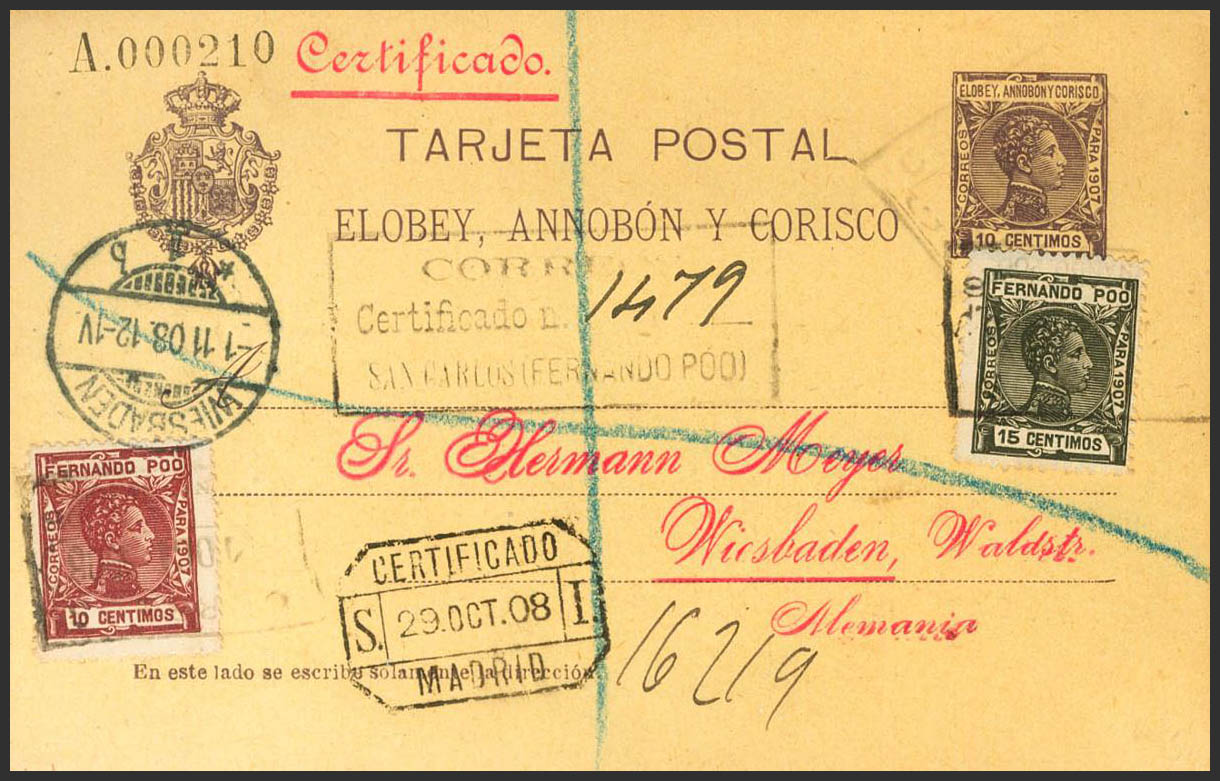 A.000210
Certificado.
TARJETA POSTAL
ELOBEY, ANNOBÓN Y CORISCO
ELOBEY, ANNOBÓN Y CORISCO
CORREOS
PARA 1907
10 CENTIMOS
FERNANDO POO
CORREOS
PARA 1907
15 CENTIMOS
Certificado n. 1479
SAN CARLOS (FERNANDO PÓO)
WIESBADEN
-1 11 08. 12-1V
b
Sr. Hermann Meyer
Wiesbaden, Waldstr.
Alemania
FERNANDO POO
CORREOS
PARA 1907
10 CENTIMOS
CERTIFICADO
S. 29.OCT.08 I.
MADRID
16219
En este lado se escribe solamente la dirección.